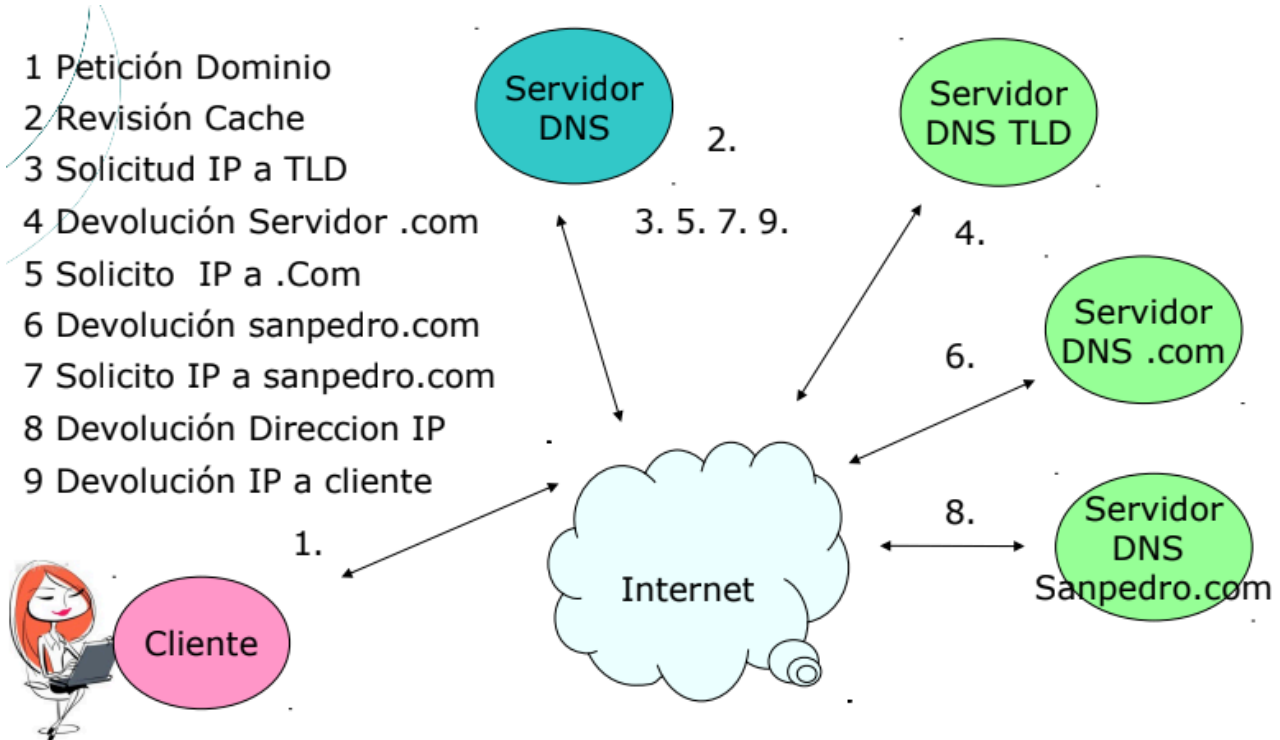 1 Petición Dominio
2 Revisión Cache
3 Solicitud IP a TLD
4 Devolución Servidor .com
5 Solicito IP a .Com
6 Devolución sanpedro.com
7 Solicito IP a sanpedro.com
8 Devolución Direccion IP
9 Devolución IP a cliente
Servidor
DNS
2.
3. 5. 7. 9.
Servidor
DNS TLD
4.
Servidor
DNS .com
6.
Servidor
DNS
Sanpedro.com
8.
1.
Internet
Cliente